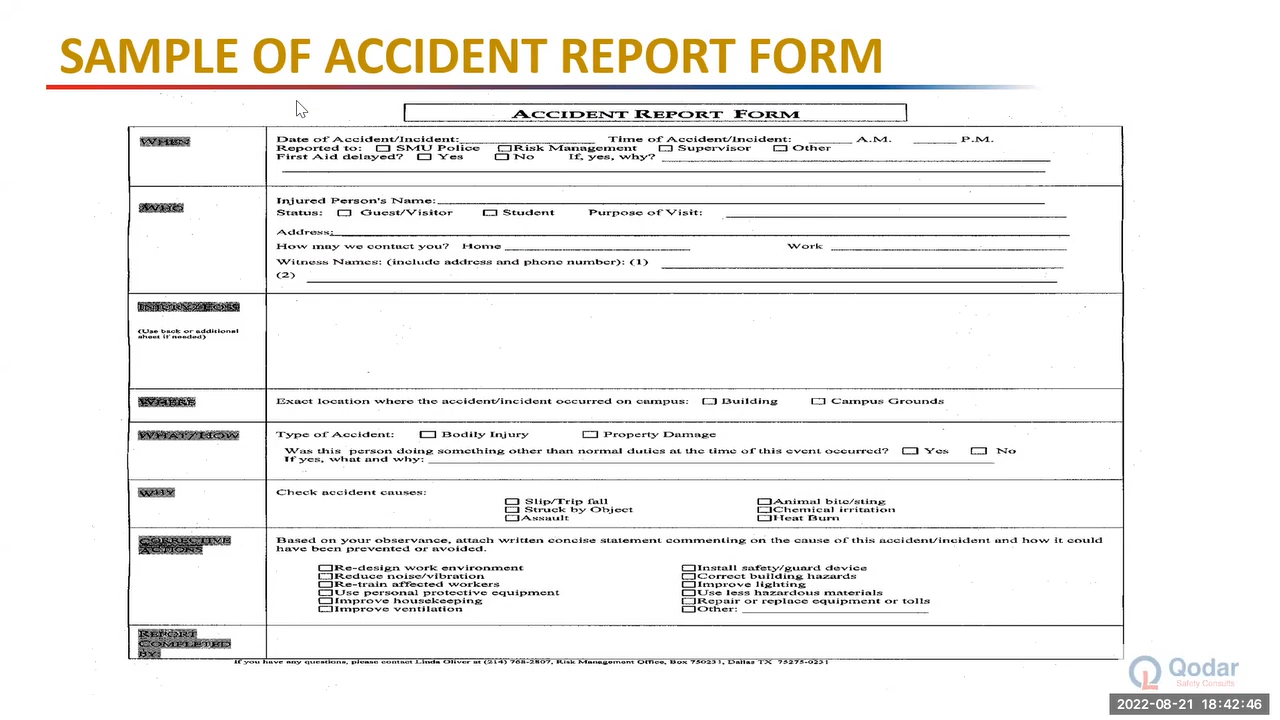 SAMPLE OF ACCIDENT REPORT FORM
ACCIDENT REPORT FORM
WHEN
Date of Accident/Incident: Time of Accident/Incident: A.M. P.M.
Reported to: SMU Police Risk Management Supervisor Other
First Aid delayed? Yes No If, yes, why?
WHO
Injured Person's Name:
Status: Guest/Visitor Student Purpose of Visit:
Address:
How may we contact you? Home Work
Witness Names: (include address and phone number): (1)
(2)
(Use back or additional
sheet if needed)
WHERE
Exact location where the accident/incident occurred on campus: Building Campus Grounds
WHAT/HOW
Type of Accident: Bodily Injury Property Damage
Was this person doing something other than normal duties at the time of this event occurred? Yes No
If yes, what and why:
WHY
Check accident causes:
Slip/Trip fall Animal bite/sting
Struck by Object Chemical irritation
Assault Heat Burn
CORRECTIVE
ACTIONS
Based on your observance, attach written concise statement commenting on the cause of this accident/incident and how it could
have been prevented or avoided.
Re-design work environment Install safety/guard device
Reduce noise/vibration Correct building hazards
Re-train affected workers Improve lighting
Use personal protective equipment Use less hazardous materials
Improve housekeeping Repair or replace equipment or tolls
Improve ventilation Other:
REPORT
COMPLETED
BY:
If you have any questions, please contact Linda Oliver at (214) 768-2807, Risk Management Office, Box 750231, Dallas TX 75275-0231
Qodar
Safety Consults
2022-08-21 18:42:46